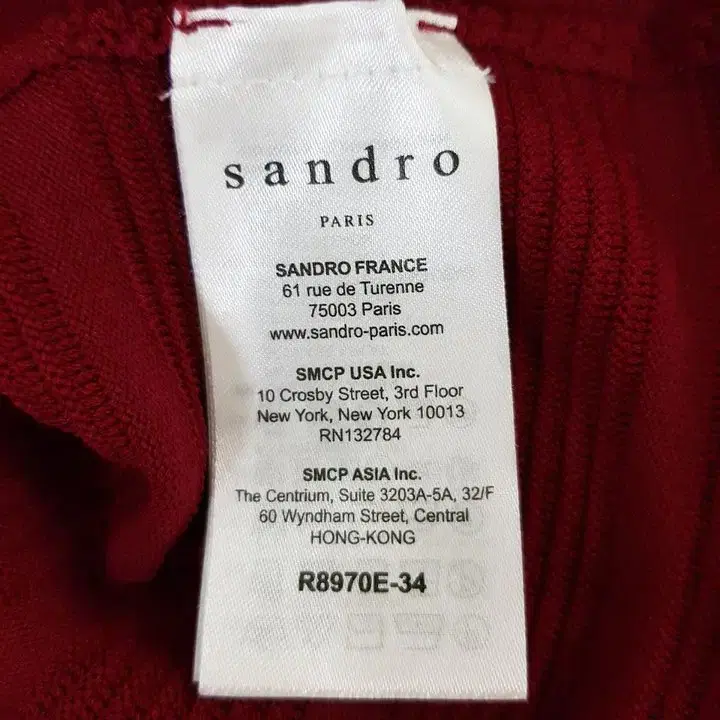 sandro
PARIS
SANDRO FRANCE
61 rue de Turenne
75003 Paris
www.sandro-paris.com
SMCP USA Inc.
10 Crosby Street, 3rd Floor
New York, New York 10013
RN132784
SMCP ASIA Inc.
The Centrium, Suite 3203A-5A, 32/F
60 Wyndham Street, Central
HONG-KONG
R8970E-34